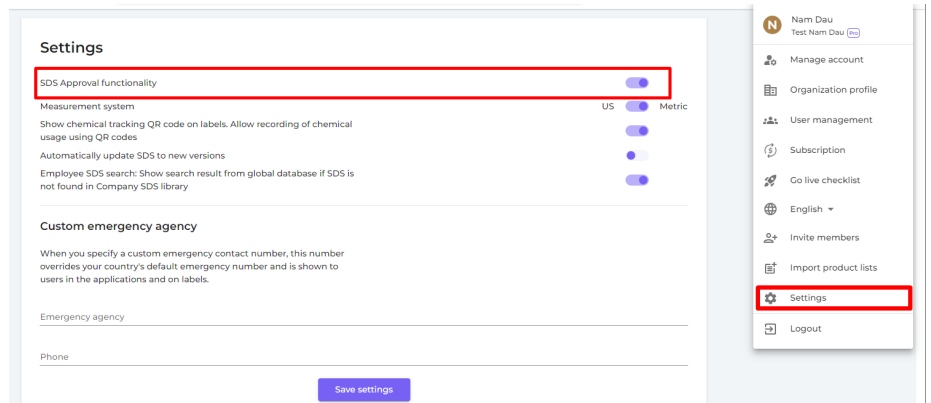 Settings
SDS Approval functionality
Measurement system
US
Metric
Show chemical tracking QR code on labels. Allow recording of chemical
usage using QR codes
Automatically update SDS to new versions
Employee SDS search: Show search result from global database if SDS is
not found in Company SDS library
Custom emergency agency
When you specify a custom emergency contact number, this number
overrides your country's default emergency number and is shown to
users in the applications and on labels.
Emergency agency
Phone
Save settings
N
Nam Dau
Test Nam Dau Pro
Manage account
Organization profile
User management
Subscription
Go live checklist
English
Invite members
Import product lists
Settings
Logout